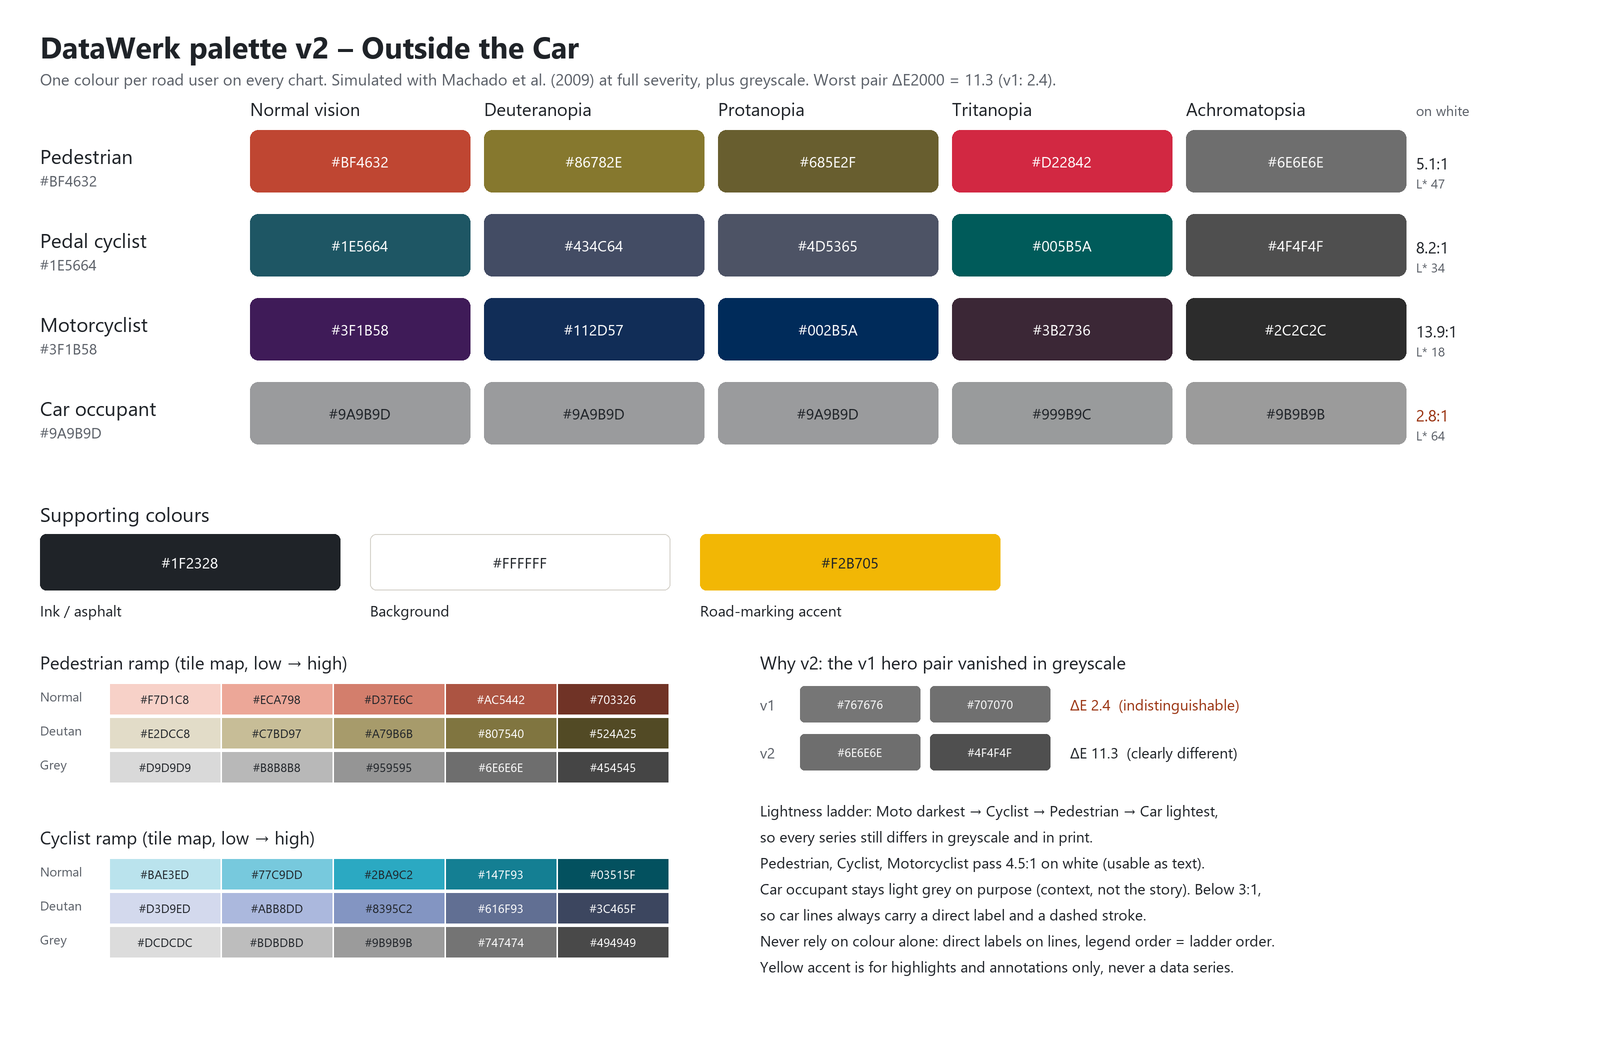 DataWerk palette v2 – Outside the Car
One colour per road user on every chart. Simulated with Machado et al. (2009) at full severity, plus greyscale. Worst pair ΔE2000 = 11.3 (v1: 2.4).
Normal vision Deuteranopia Protanopia Tritanopia Achromatopsia on white
Pedestrian
#BF4632
#BF4632 #86782E #685E2F #D22842 #6E6E6E
5.1:1
L* 47
Pedal cyclist
#1E5664
#1E5664 #434C64 #4D5365 #005B5A #4F4F4F
8.2:1
L* 34
Motorcyclist
#3F1B58
#3F1B58 #112D57 #002B5A #3B2736 #2C2C2C
13.9:1
L* 18
Car occupant
#9A9B9D
#9A9B9D #9A9B9D #9A9B9D #999B9C #9B9B9B
2.8:1
L* 64
Supporting colours
#1F2328 #FFFFFF #F2B705
Ink / asphalt Background Road-marking accent
Pedestrian ramp (tile map, low → high)
Normal #F7D1C8 #ECA798 #D37E6C #AC5442 #703326
Deutan #E2DCC8 #C7BD97 #A79B6B #807540 #524A25
Grey #D9D9D9 #B8B8B8 #959595 #6E6E6E #454545
Cyclist ramp (tile map, low → high)
Normal #BAE3ED #77C9DD #2BA9C2 #147F93 #03515F
Deutan #D3D9ED #ABB8DD #8395C2 #616F93 #3C465F
Grey #DCDCDC #BDBDBD #9B9B9B #747474 #494949
Why v2: the v1 hero pair vanished in greyscale
v1 #767676 #707070 ΔE 2.4 (indistinguishable)
v2 #6E6E6E #4F4F4F ΔE 11.3 (clearly different)
Lightness ladder: Moto darkest → Cyclist → Pedestrian → Car lightest,
so every series still differs in greyscale and in print.
Pedestrian, Cyclist, Motorcyclist pass 4.5:1 on white (usable as text).
Car occupant stays light grey on purpose (context, not the story). Below 3:1,
so car lines always carry a direct label and a dashed stroke.
Never rely on colour alone: direct labels on lines, legend order = ladder order.
Yellow accent is for highlights and annotations only, never a data series.